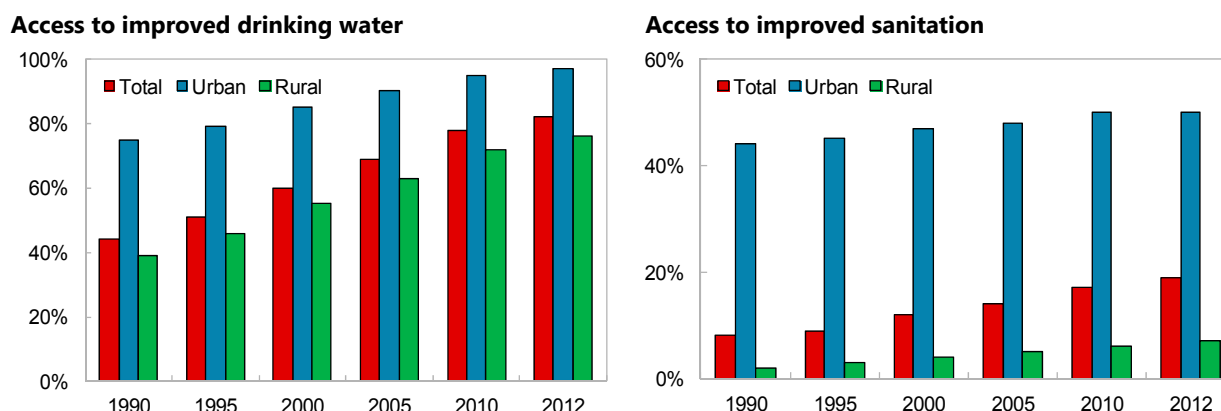 Access to improved drinking water
100%
80%
60%
40%
20%
0%
Total Urban Rural
1990 1995 2000 2005 2010 2012
Access to improved sanitation
60%
40%
20%
0%
Total Urban Rural
1990 1995 2000 2005 2010 2012